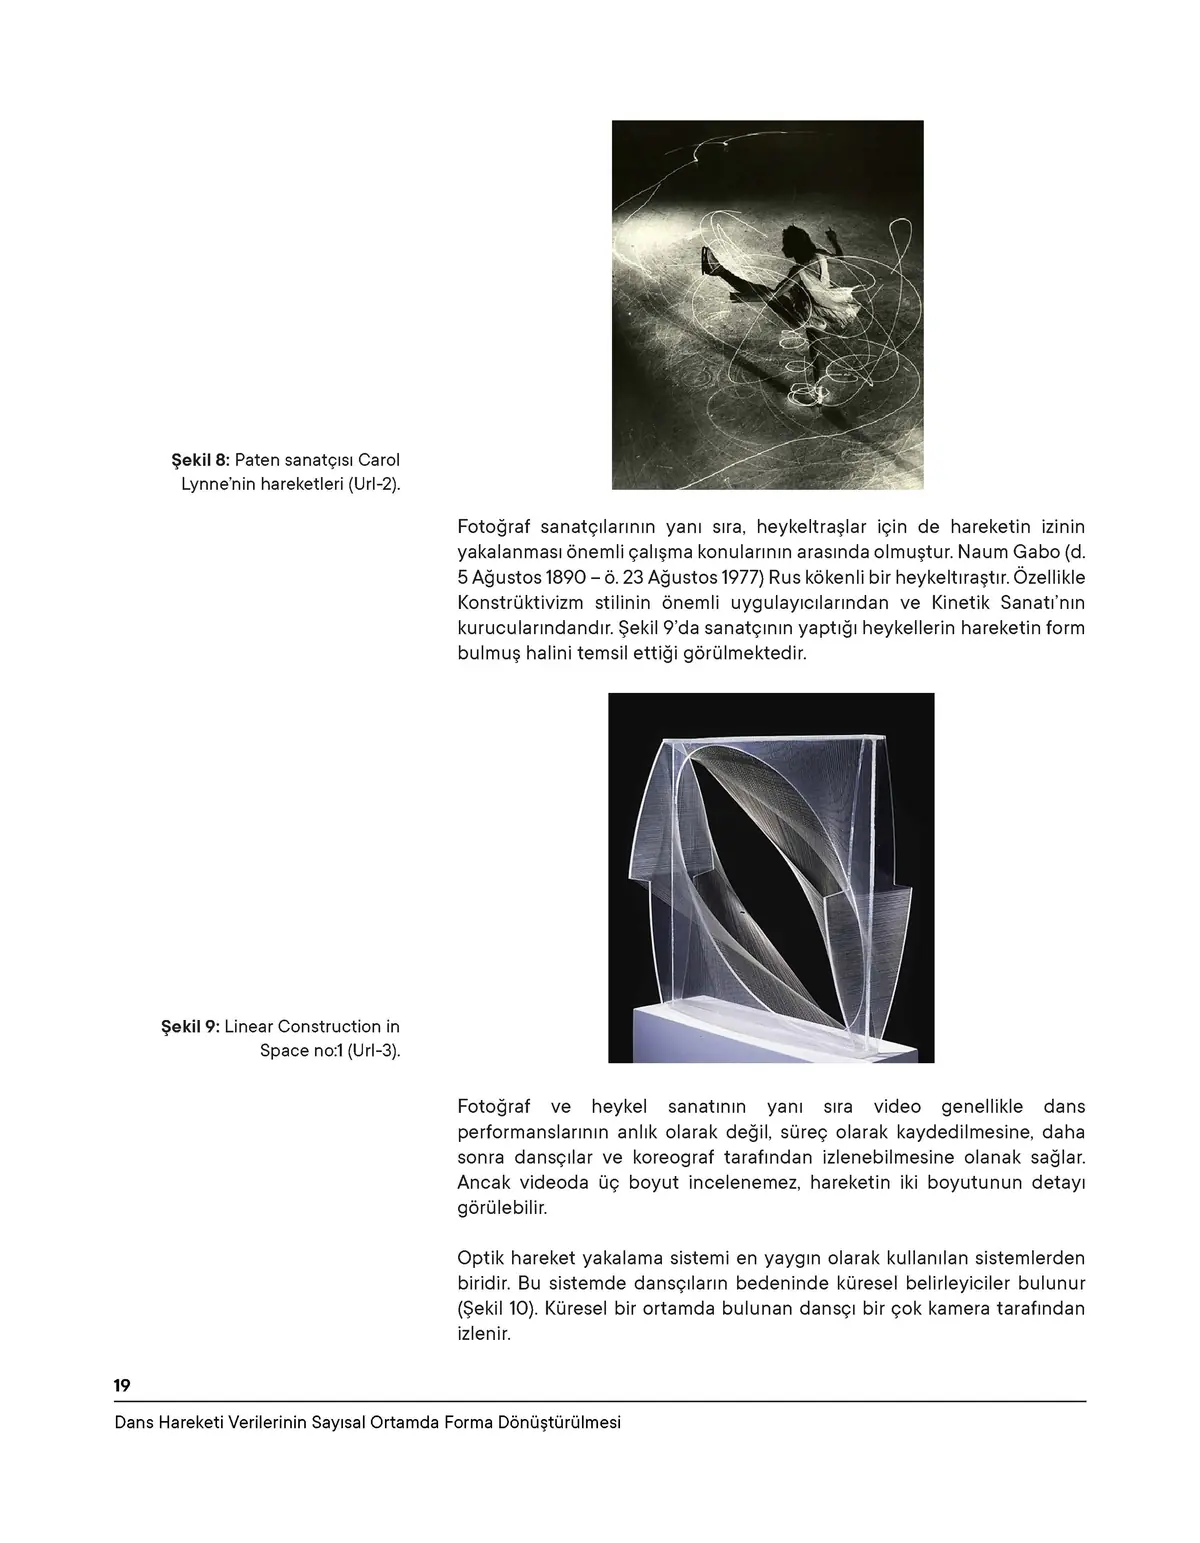 Şekil 8: Paten sanatçısı Carol
Lynne’nin hareketleri (Url-2).
Fotoğraf sanatçılarının yanı sıra, heykeltraşlar için de hareketin izinin
yakalanması önemli çalışma konularının arasında olmuştur. Naum Gabo (d.
5 Ağustos 1890 – ö. 23 Ağustos 1977) Rus kökenli bir heykeltıraştır. Özellikle
Konstrüktivizm stilinin önemli uygulayıcılarından ve Kinetik Sanatı’nın
kurucularındandır. Şekil 9’da sanatçının yaptığı heykellerin hareketin form
bulmuş halini temsil ettiği görülmektedir.
Şekil 9: Linear Construction in
Space no:1 (Url-3).
Fotoğraf ve heykel sanatının yanı sıra video genellikle dans
performanslarının anlık olarak değil, süreç olarak kaydedilmesine, daha
sonra dansçılar ve koreograf tarafından izlenebilmesine olanak sağlar.
Ancak videoda üç boyut incelenemez, hareketin iki boyutunun detayı
görülebilir.
Optik hareket yakalama sistemi en yaygın olarak kullanılan sistemlerden
biridir. Bu sistemde dansçıların bedeninde küresel belirleyiciler bulunur
(Şekil 10). Küresel bir ortamda bulunan dansçı bir çok kamera tarafından
izlenir.
19
Dans Hareketi Verilerinin Sayısal Ortamda Forma Dönüştürülmesi